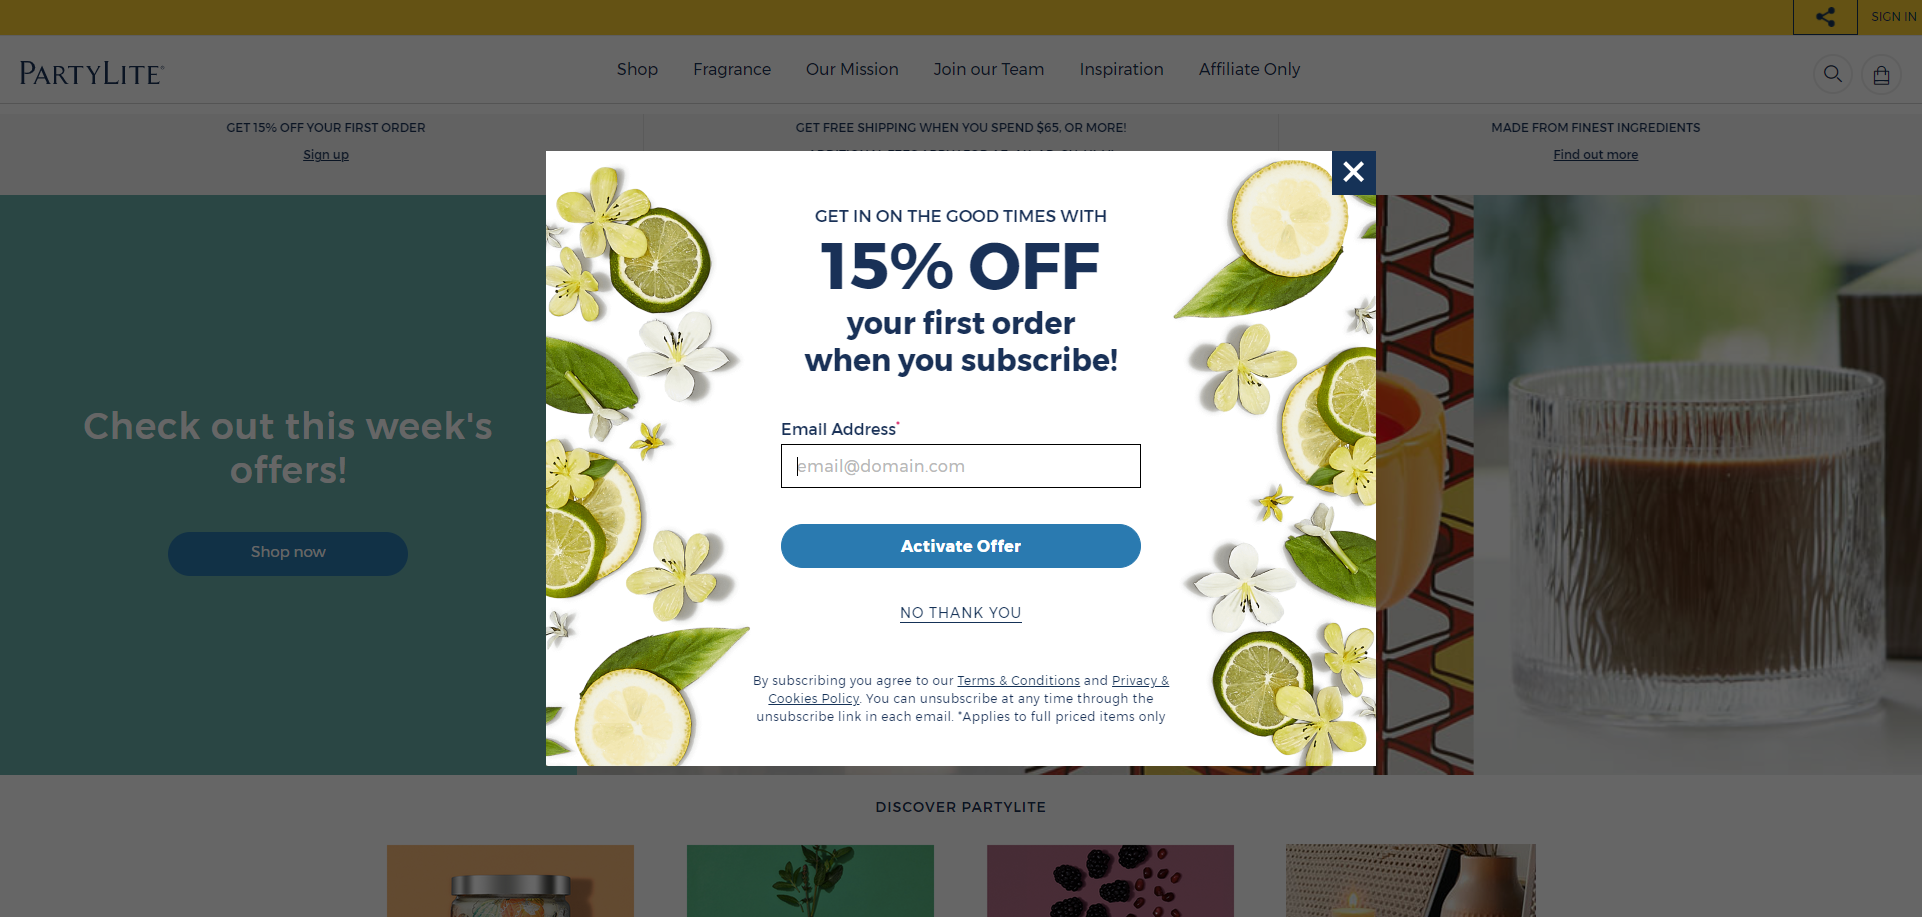 SIGN IN
PARTYLITE
Shop
Fragrance
Our Mission
Join our Team
Inspiration
Affiliate Only
GET 15% OFF YOUR FIRST ORDER
Sign up
GET FREE SHIPPING WHEN YOU SPEND $65, OR MORE!
MADE FROM FINEST INGREDIENTS
Find out more
Check out this week's
offers!
Shop now
GET IN ON THE GOOD TIMES WITH
15% OFF
your first order
when you subscribe!
Email Address*
email@domain.com
Activate Offer
NO THANK YOU
By subscribing you agree to our Terms & Conditions and Privacy &
Cookies Policy. You can unsubscribe at any time through the
unsubscribe link in each email. *Applies to full priced items only
DISCOVER PARTYLITE